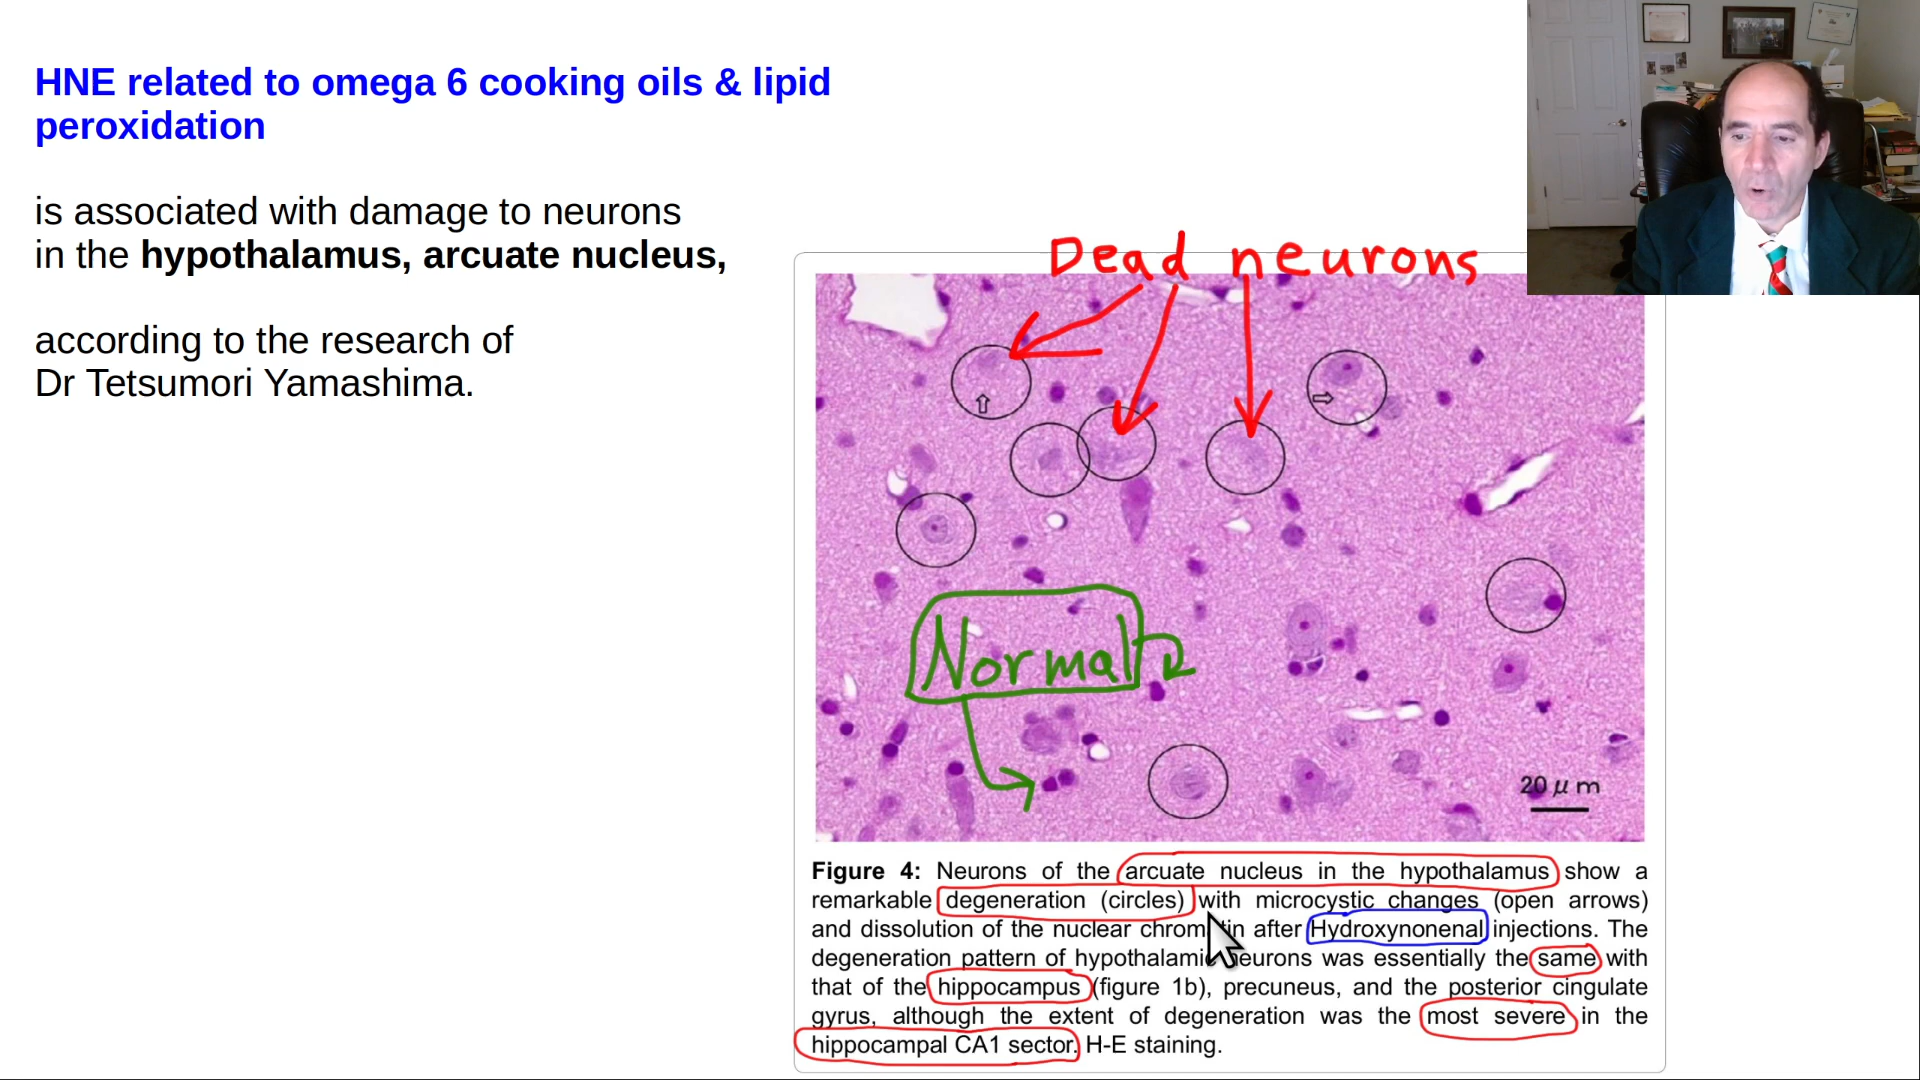 HNE related to omega 6 cooking oils & lipid
peroxidation
is associated with damage to neurons
in the hypothalamus, arcuate nucleus,
according to the research of
Dr Tetsumori Yamashima.
Dead neurons
Normal
20 μm
Figure 4: Neurons of the arcuate nucleus in the hypothalamus show a
remarkable degeneration (circles) with microcystic changes (open arrows)
and dissolution of the nuclear chromatin after Hydroxynonenal injections. The
degeneration pattern of hypothalamic neurons was essentially the same with
that of the hippocampus (figure 1b), precuneus, and the posterior cingulate
gyrus, although the extent of degeneration was the most severe in the
hippocampal CA1 sector. H-E staining.